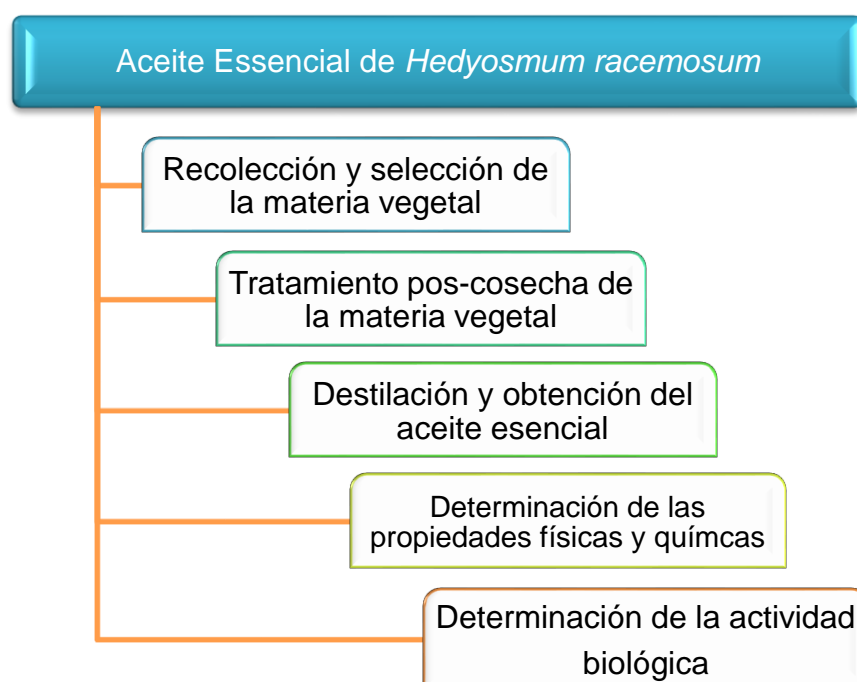 Aceite Essencial de Hedyosmum racemosum
Recolección y selección de
la materia vegetal
Tratamiento pos-cosecha de
la materia vegetal
Destilación y obtención del
aceite esencial
Determinación de las
propiedades físicas y químcas
Determinación de la actividad
biológica